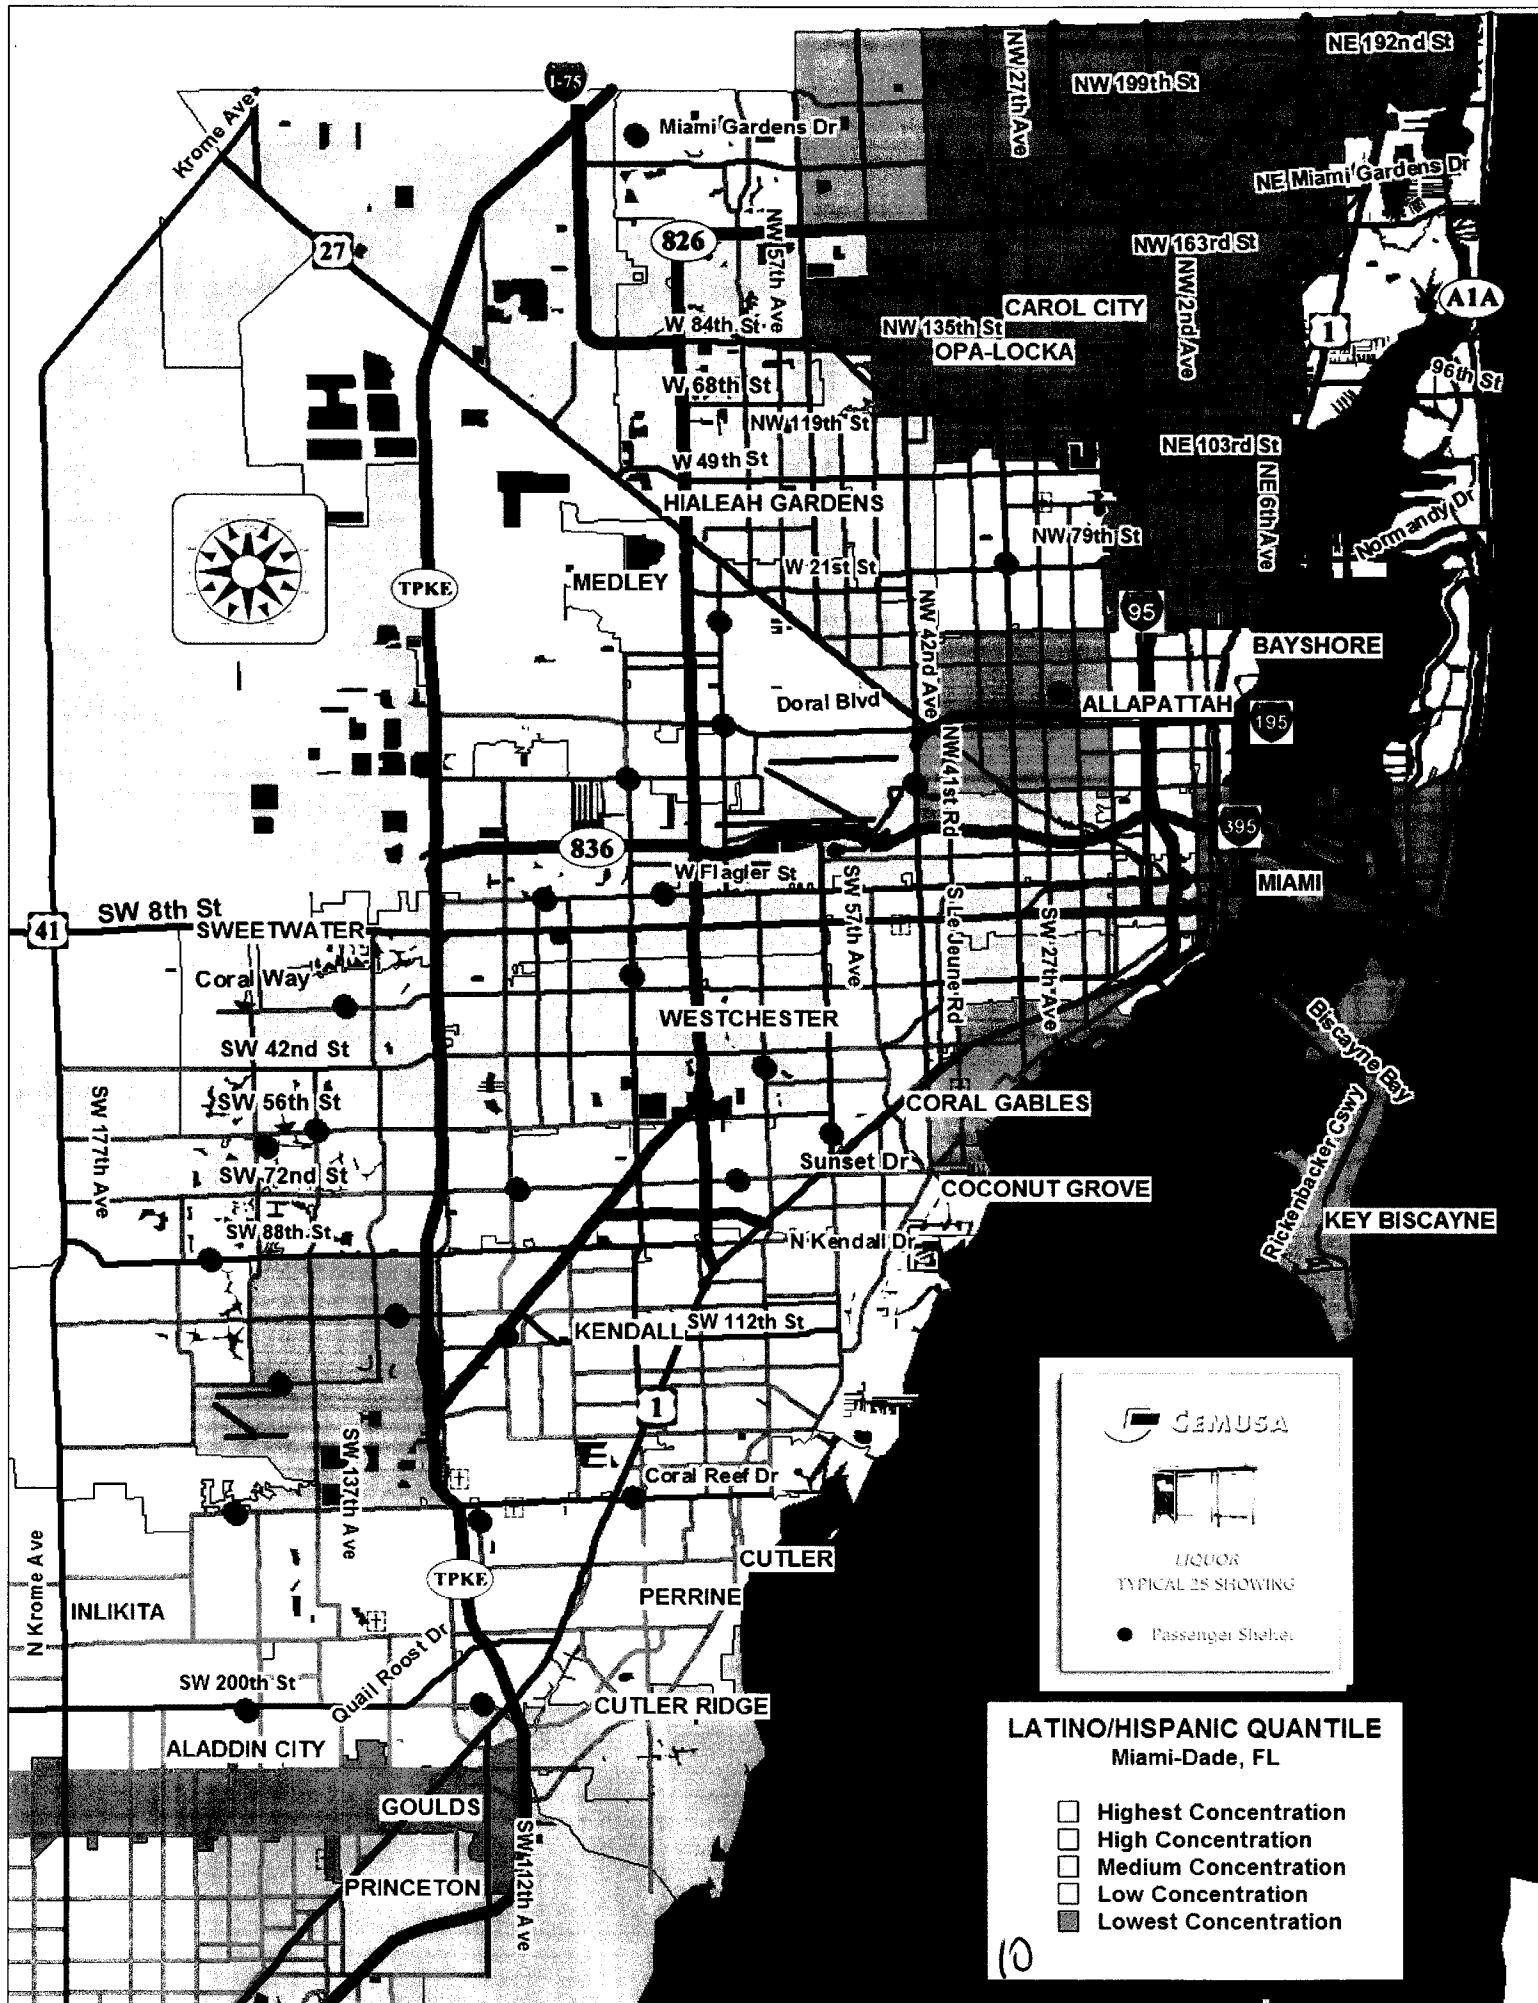 NE 192nd St
NW 27th Ave
NW 199th St
I-75
Krome Ave
Miami Gardens Dr
NE Miami Gardens Dr
27
826
NW 57th Ave
NW 163rd St
NW 2nd Ave
A1A
CAROL CITY
1
W 84th St
NW 135th St
OPA-LOCKA
96th St
W 68th St
NW 119th St
NE 103rd St
W 49th St
NE 6th Ave
HIALEAH GARDENS
Normandy Dr
NW 79th St
W 21st St
MEDLEY
TPKE
95
NW 42nd Ave
BAYSHORE
Doral Blvd
ALLAPATTAH
195
NW 41st Rd
395
836
W Flagler St
MIAMI
SW 57th Ave
S Le Jeune Rd
SW 27th Ave
SW 8th St
41
SWEETWATER
Coral Way
WESTCHESTER
Biscayne Bay
SW 42nd St
SW 56th St
SW 177th Ave
CORAL GABLES
Rickenbacker Cswy
Sunset Dr
SW 72nd St
COCONUT GROVE
SW 88th St
N Kendall Dr
KEY BISCAYNE
KENDALL
SW 112th St
1
CEMUSA
SW 137th Ave
Coral Reef Dr
LIQUOR
TYPICAL 25 SHOWING
Passenger Shelter
N Krome Ave
CUTLER
TPKE
PERRINE
INLIKITA
Quail Roost Dr
SW 200th St
CUTLER RIDGE
ALADDIN CITY
GOULDS
SW 112th Ave
PRINCETON
LATINO/HISPANIC QUANTILE
Miami-Dade, FL
Highest Concentration
High Concentration
Medium Concentration
Low Concentration
Lowest Concentration
10